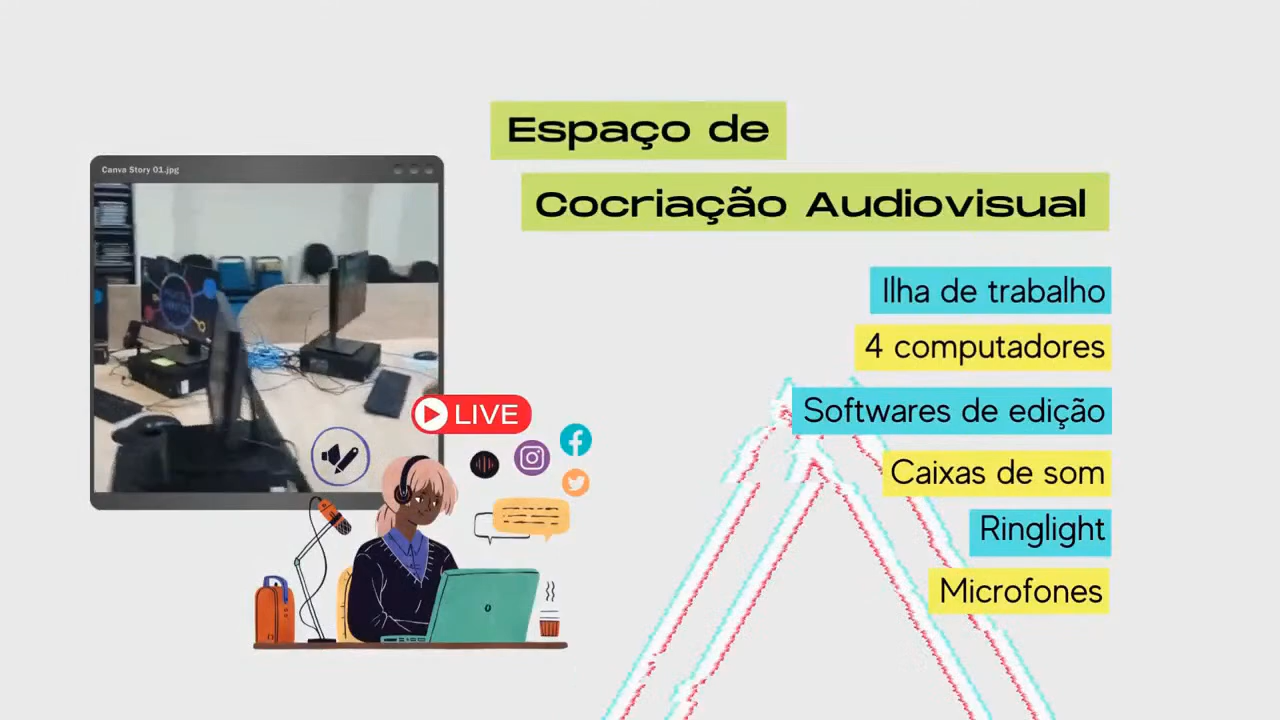 Espaço de
Cocriação Audiovisual
Canva Story 01.jpg
Ilha de trabalho
4 computadores
Softwares de edição
Caixas de som
Ringlight
Microfones
LIVE